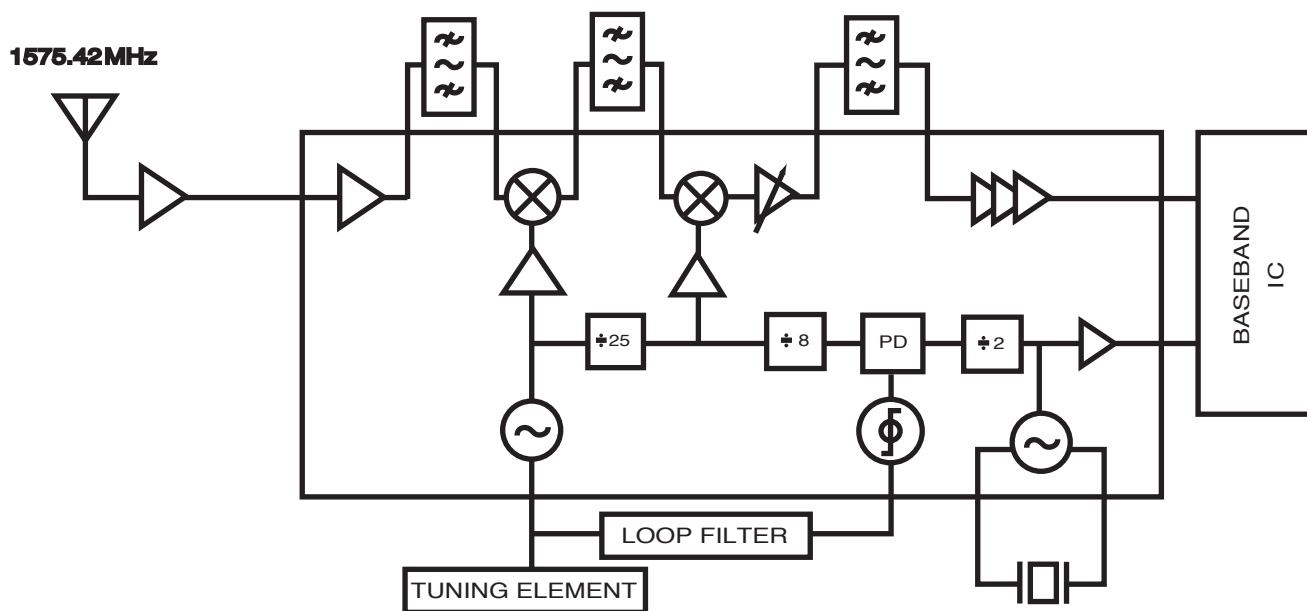 1575.42MHz
÷25
÷ 8
PD
÷ 2
BASEBAND
IC
LOOP FILTER
TUNING ELEMENT